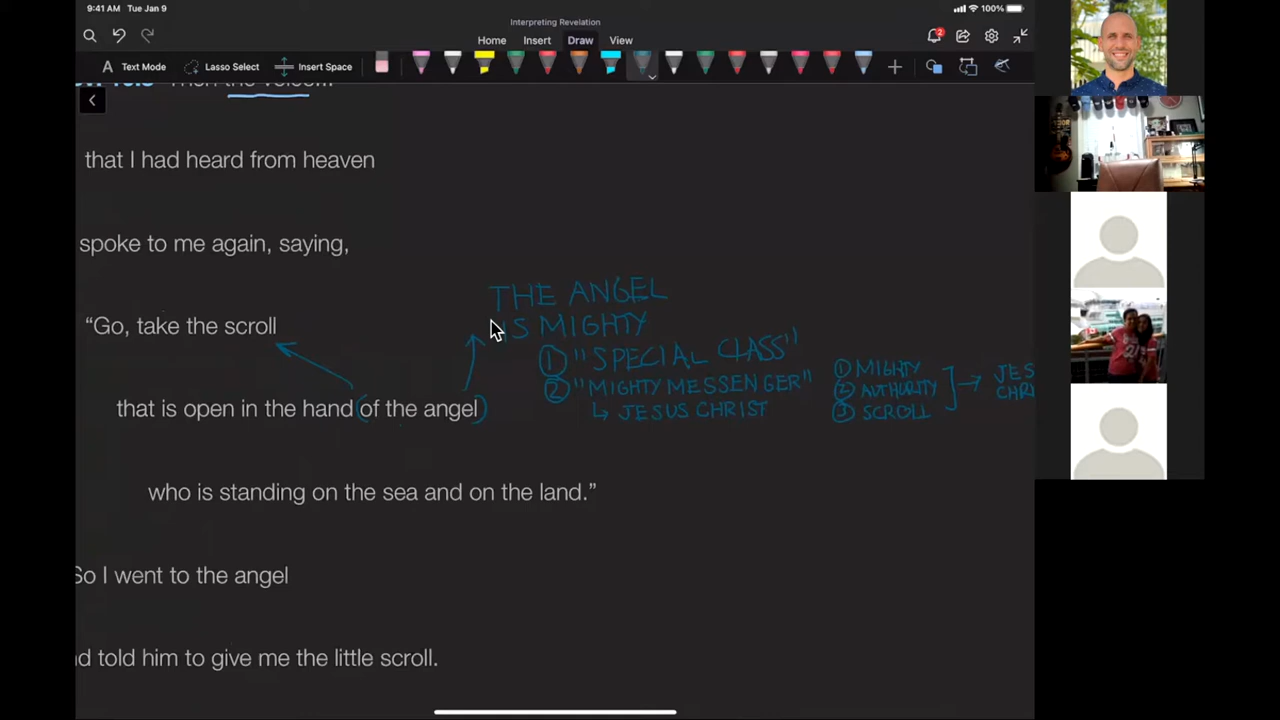 9:41 AM Tue Jan 9
100%
Interpreting Revelation
Home Insert Draw View
2
Text Mode Lasso Select Insert Space
that I had heard from heaven
spoke to me again, saying,
THE ANGEL
“Go, take the scroll
IS MIGHTY
① "SPECIAL CLASS"
② "MIGHTY MESSENGER"
↳ JESUS CHRIST
① MIGHTY
② AUTHORITY
③ SCROLL
→ JES
CHRI
that is open in the hand (of the angel)
who is standing on the sea and on the land.”
So I went to the angel
nd told him to give me the little scroll.